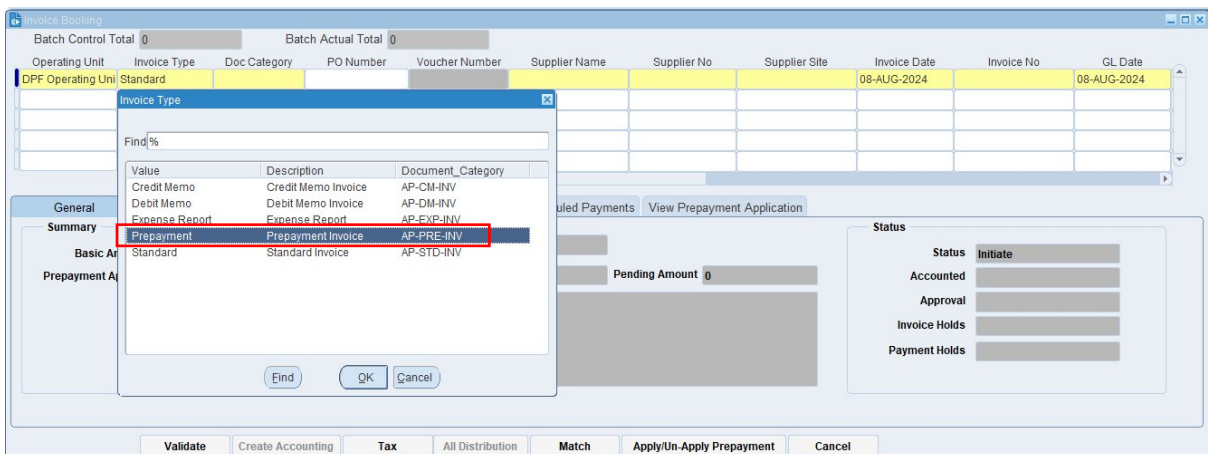 Invoice Booking
Batch Control Total 0 Batch Actual Total 0
Operating Unit Invoice Type Doc Category PO Number Voucher Number Supplier Name Supplier No Supplier Site Invoice Date Invoice No GL Date
DPF Operating Uni Standard 08-AUG-2024 08-AUG-2024
Invoice Type
Find %
Value Description Document_Category
Credit Memo Credit Memo Invoice AP-CM-INV
Debit Memo Debit Memo Invoice AP-DM-INV
Expense Report Expense Report AP-EXP-INV
Prepayment Prepayment Invoice AP-PRE-INV
Standard Standard Invoice AP-STD-INV
Find OK Cancel
General uled Payments View Prepayment Application
Summary Status
Basic Ar Status Initiate
Prepayment Ap Pending Amount 0 Accounted
Approval
Invoice Holds
Payment Holds
Validate Create Accounting Tax All Distribution Match Apply/Un-Apply Prepayment Cancel